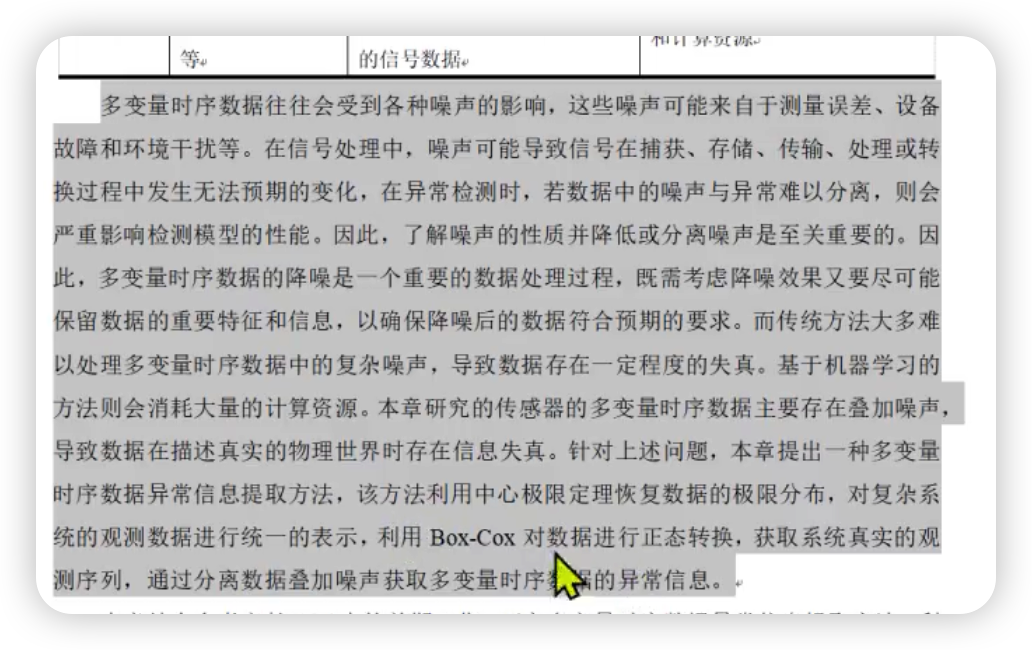 和计算资源
等
的信号数据
多变量时序数据往往会受到各种噪声的影响，这些噪声可能来自于测量误差、设备
故障和环境干扰等。在信号处理中，噪声可能导致信号在捕获、存储、传输、处理或转
换过程中发生无法预期的变化，在异常检测时，若数据中的噪声与异常难以分离，则会
严重影响检测模型的性能。因此，了解噪声的性质并降低或分离噪声是至关重要的。因
此，多变量时序数据的降噪是一个重要的数据处理过程，既需考虑降噪效果又要尽可能
保留数据的重要特征和信息，以确保降噪后的数据符合预期的要求。而传统方法大多难
以处理多变量时序数据中的复杂噪声，导致数据存在一定程度的失真。基于机器学习的
方法则会消耗大量的计算资源。本章研究的传感器的多变量时序数据主要存在叠加噪声，
导致数据在描述真实的物理世界时存在信息失真。针对上述问题，本章提出一种多变量
时序数据异常信息提取方法，该方法利用中心极限定理恢复数据的极限分布，对复杂系
统的观测数据进行统一的表示，利用 Box-Cox 对数据进行正态转换，获取系统真实的观
测序列，通过分离数据叠加噪声获取多变量时序数据的异常信息。